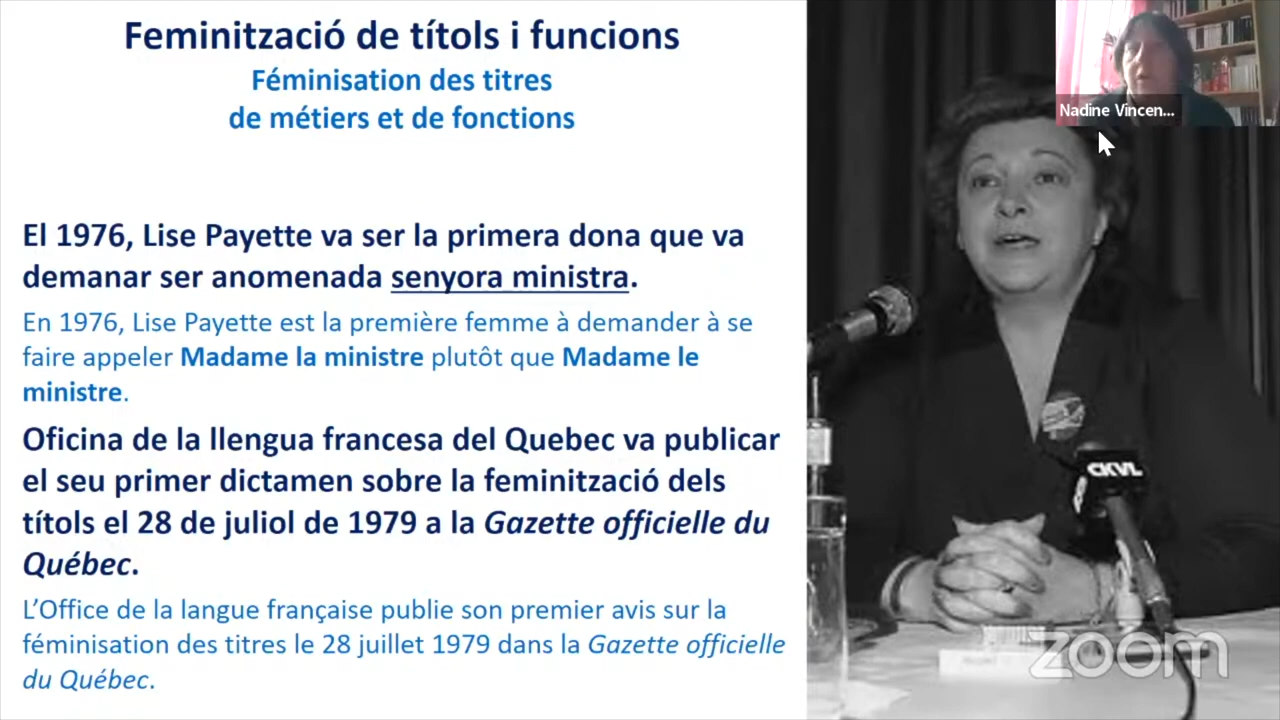 Feminització de títols i funcions
Féminisation des titres
de métiers et de fonctions
El 1976, Lise Payette va ser la primera dona que va
demanar ser anomenada senyora ministra.
En 1976, Lise Payette est la première femme à demander à se
faire appeler Madame la ministre plutôt que Madame le
ministre.
Oficina de la llengua francesa del Quebec va publicar
el seu primer dictamen sobre la feminització dels
títols el 28 de juliol de 1979 a la Gazette officielle du
Québec.
L’Office de la langue française publie son premier avis sur la
féminisation des titres le 28 juillet 1979 dans la Gazette officielle
du Québec.
Nadine Vincen...
CKVL
zoom